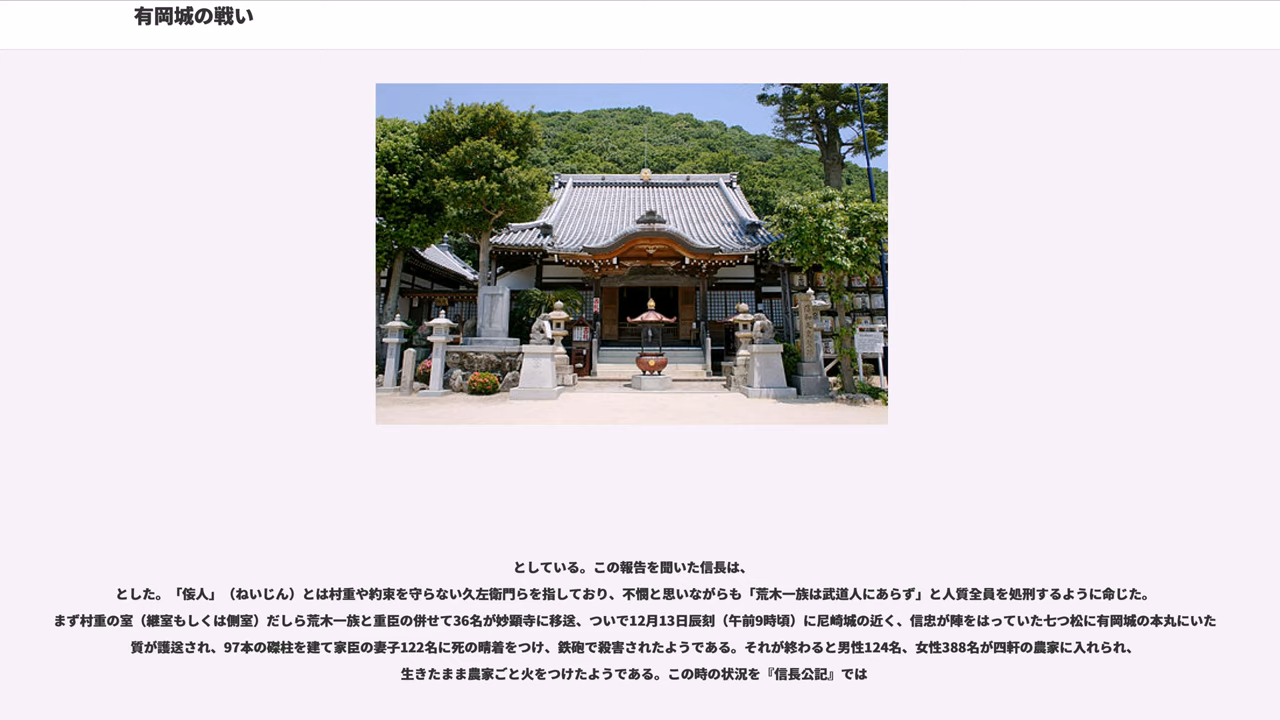 有岡城の戦い
としている。この報告を聞いた信長は、
とした。「侫人」（ねいじん）とは村重や約束を守らない久左衛門らを指しており、不憫と思いながらも「荒木一族は武道人にあらず」と人質全員を処刑するように命じた。
まず村重の室（継室もしくは側室）だしら荒木一族と重臣の併せて36名が妙顕寺に移送、ついで12月13日辰刻（午前9時頃）に尼崎城の近く、信忠が陣をはっていた七つ松に有岡城の本丸にいた
質が護送され、97本の磔柱を建て家臣の妻子122名に死の晴着をつけ、鉄砲で殺害されたようである。それが終わると男性124名、女性388名が四軒の農家に入れられ、
生きたまま農家ごと火をつけたようである。この時の状況を『信長公記』では